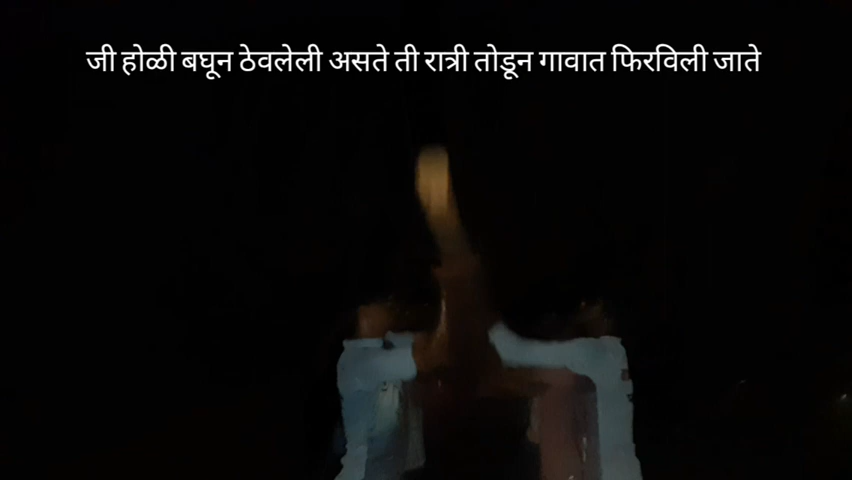 जी होळी बघून ठेवलेली असते ती रात्री तोडून गावात फिरविली जाते